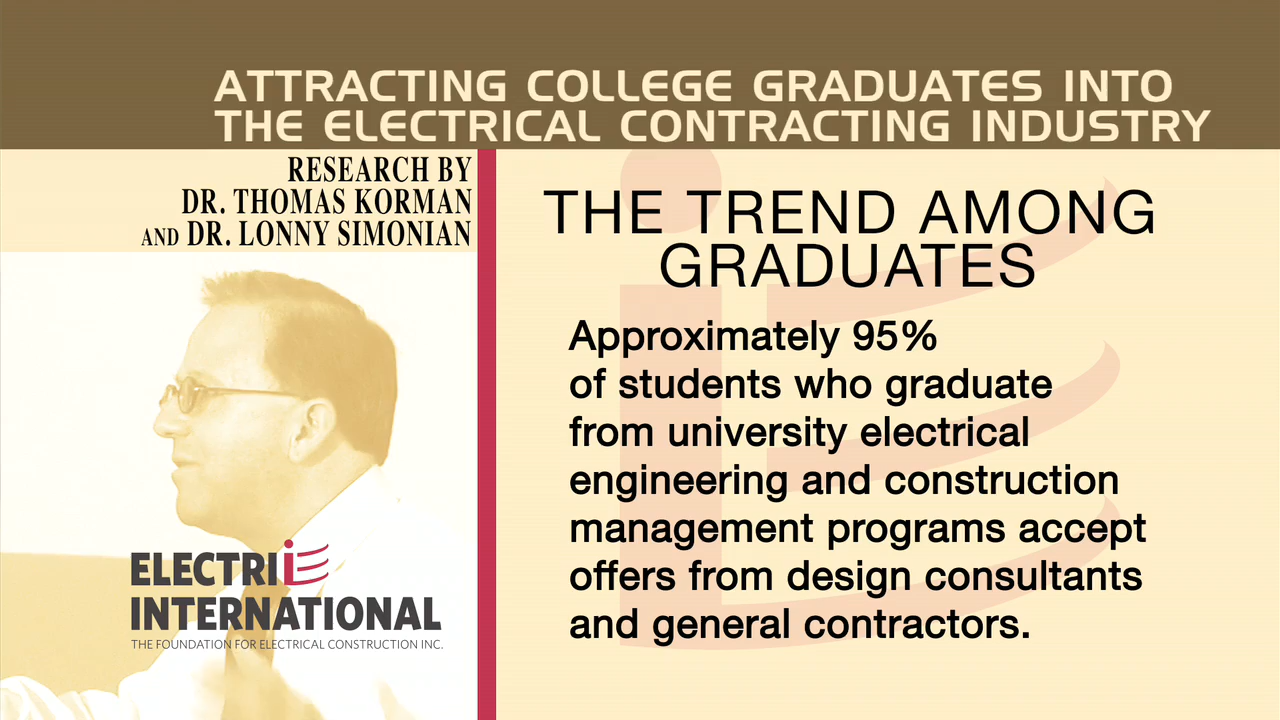 ATTRACTING COLLEGE GRADUATES INTO
THE ELECTRICAL CONTRACTING INDUSTRY
RESEARCH BY
DR. THOMAS KORMAN
AND DR. LONNY SIMONIAN
THE TREND AMONG
GRADUATES
Approximately 95%
of students who graduate
from university electrical
engineering and construction
management programs accept
offers from design consultants
and general contractors.
ELECTRI
INTERNATIONAL
THE FOUNDATION FOR ELECTRICAL CONSTRUCTION INC.